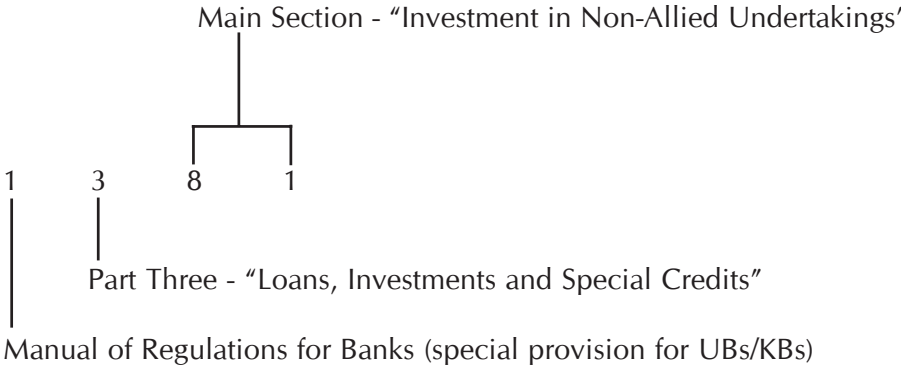 Main Section - “Investment in Non-Allied Undertakings’
1 3 8 1
Part Three - “Loans, Investments and Special Credits”
Manual of Regulations for Banks (special provision for UBs/KBs)